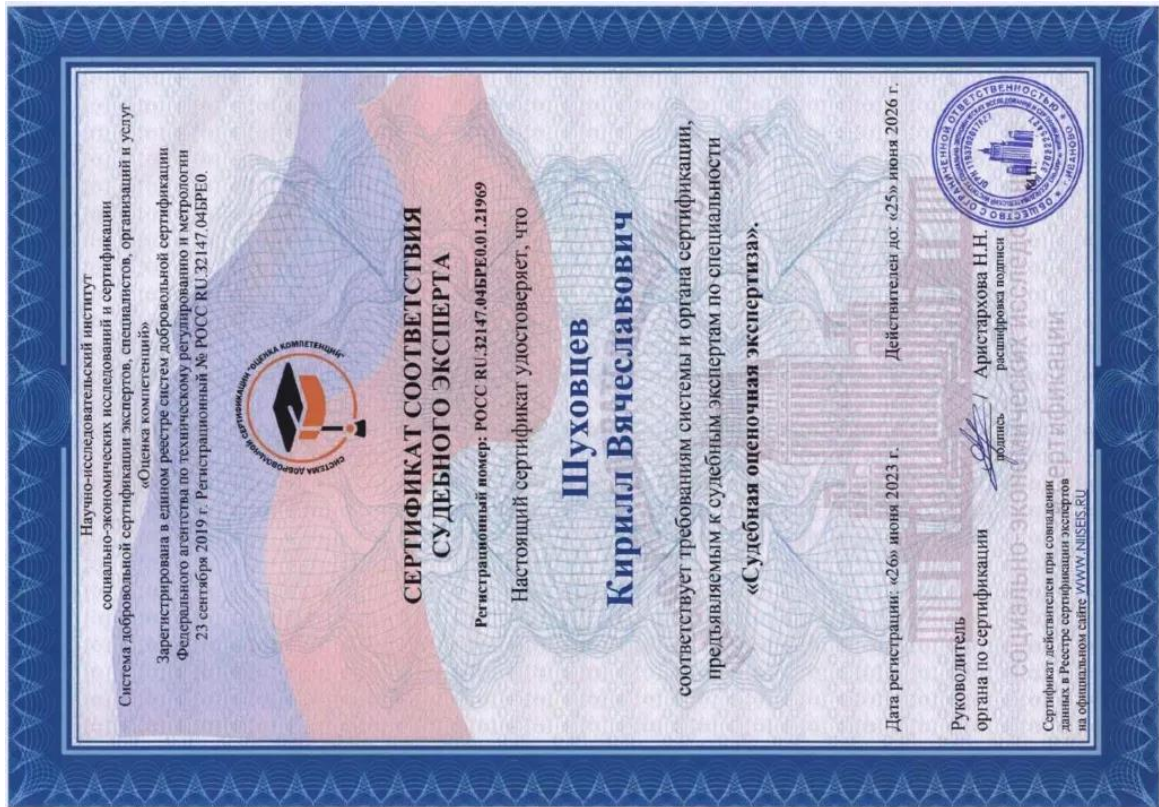 Научно-исследовательский институт
социально-экономических исследований и сертификации
Система добровольной сертификации экспертов, специалистов, организаций и услуг
«Оценка компетенций»
Зарегистрирована в едином реестре систем добровольной сертификации
Федерального агентства по техническому регулированию и метрологии
23 сентября 2019 г. Регистрационный № РОСС RU.32147.04БРЕ0.
СИСТЕМА ДОБРОВОЛЬНОЙ СЕРТИФИКАЦИИ "ОЦЕНКА КОМПЕТЕНЦИЙ"
СЕРТИФИКАТ СООТВЕТСТВИЯ
СУДЕБНОГО ЭКСПЕРТА
Регистрационный номер: РОСС RU.32147.04БРЕ0.01.21969
Настоящий сертификат удостоверяет, что
Шуховцев
Кирилл Вячеславович
соответствует требованиям системы и органа сертификации,
предъявляемым к судебным экспертам по специальности
«Судебная оценочная экспертиза».
Дата регистрации: «26» июня 2023 г. Действителен до: «25» июня 2026 г.
Руководитель
органа по сертификации / Аристархова Н.Н.
подпись расшифровка подписи
М.П.
ОБЩЕСТВО С ОГРАНИЧЕННОЙ ОТВЕТСТВЕННОСТЬЮ
г. ИВАНОВО
Сертификат действителен при совпадении
данных в Реестре сертификации экспертов
на официальном сайте WWW.NIISEIS.RU